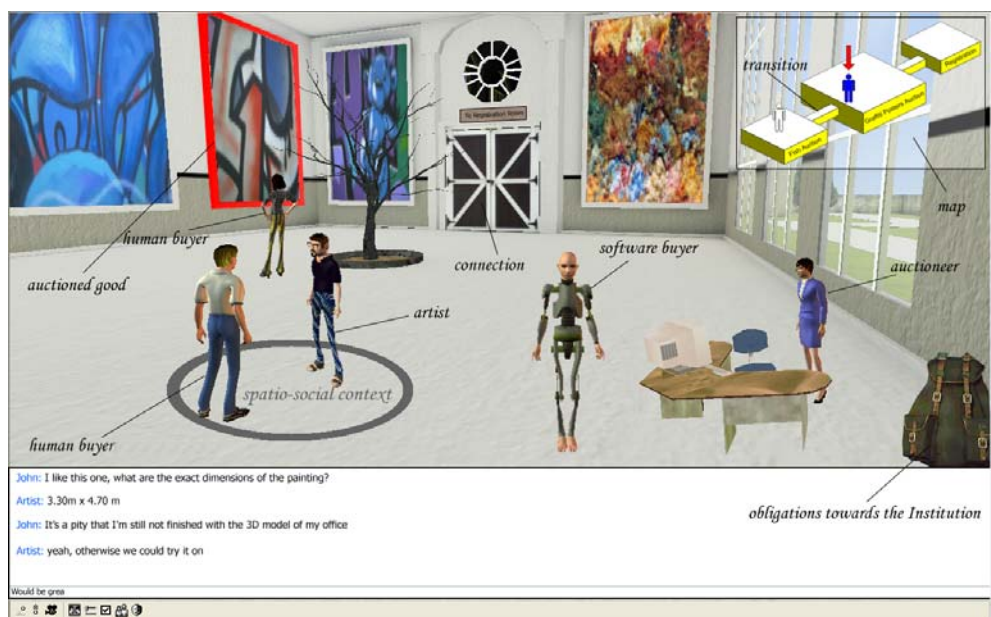 transition
Registration
Graffiti Posters Auction
Fish Auction
map
To Registration Room
human buyer
auctioned good
connection
software buyer
auctioneer
artist
spatio-social context
human buyer
obligations towards the Institution
John: I like this one, what are the exact dimensions of the painting?
Artist: 3.30m x 4.70 m
John: It's a pity that I'm still not finished with the 3D model of my office
Artist: yeah, otherwise we could try it on
Would be grea